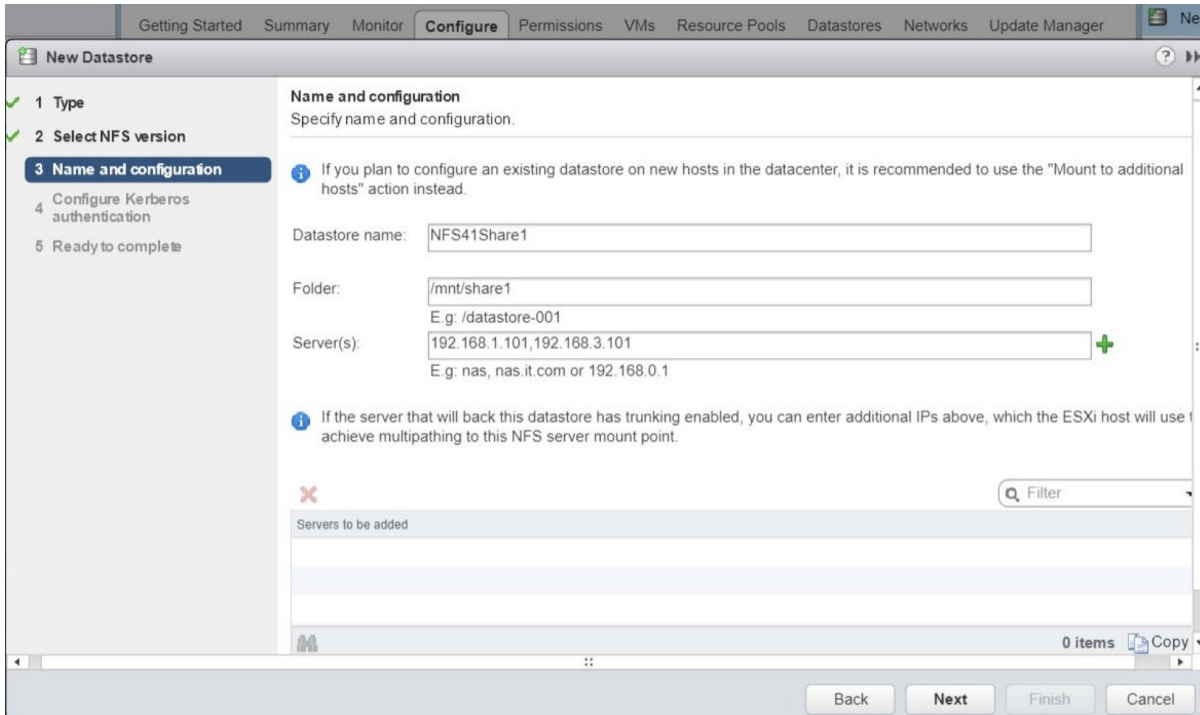 Getting Started Summary Monitor Configure Permissions VMs Resource Pools Datastores Networks Update Manager
New Datastore ?
1 Type
2 Select NFS version
3 Name and configuration
4 Configure Kerberos
authentication
5 Ready to complete
Name and configuration
Specify name and configuration.
If you plan to configure an existing datastore on new hosts in the datacenter, it is recommended to use the "Mount to additional
hosts" action instead.
Datastore name: NFS41Share1
Folder: /mnt/share1
E.g: /datastore-001
Server(s): 192.168.1.101,192.168.3.101
E.g: nas, nas.it.com or 192.168.0.1
If the server that will back this datastore has trunking enabled, you can enter additional IPs above, which the ESXi host will use
achieve multipathing to this NFS server mount point.
Filter
Servers to be added
0 items Copy
Back Next Finish Cancel